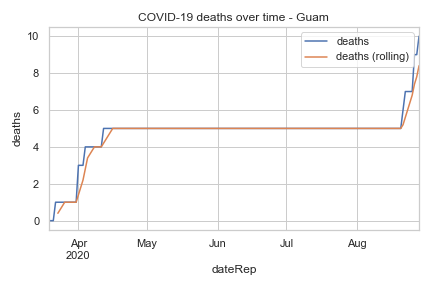 COVID-19 deaths over time - Guam
deaths
deaths (rolling)
10
8
6
4
2
0
deaths
Apr
2020
May
Jun
Jul
Aug
dateRep